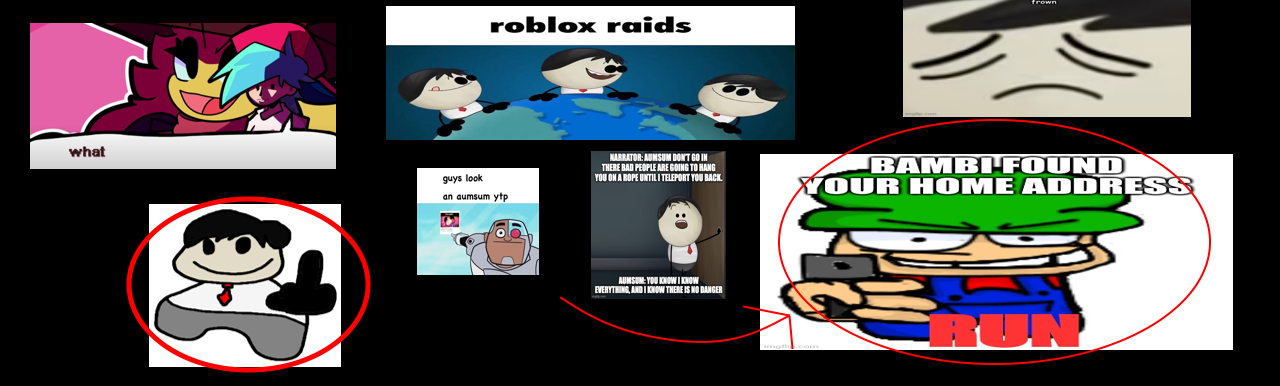 frown
roblox raids
what
guys look
an aumsum ytp
NARRATOR: AUMSUM DON'T GO IN
THERE BAD PEOPLE ARE GOING TO HANG
YOU ON A ROPE UNTIL I TELEPORT YOU BACK.
AUMSUM: YOU KNOW I KNOW
EVERYTHING, AND I KNOW THERE IS NO DANGER
BAMBI FOUND
YOUR HOME ADDRESS
RUN
imgflip.com